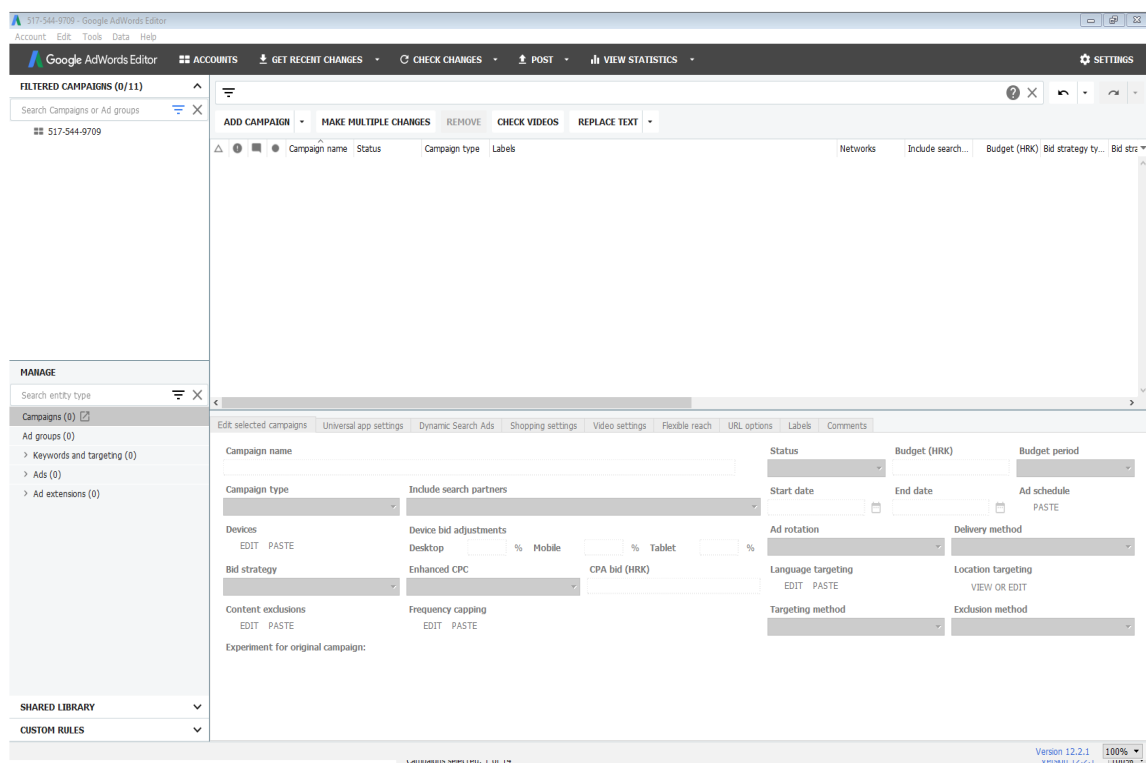 517-544-9709 - Google AdWords Editor
Account Edit Tools Data Help
Google AdWords Editor ACCOUNTS GET RECENT CHANGES CHECK CHANGES POST VIEW STATISTICS SETTINGS
FILTERED CAMPAIGNS (0/11)
Search Campaigns or Ad groups
517-544-9709
ADD CAMPAIGN MAKE MULTIPLE CHANGES REMOVE CHECK VIDEOS REPLACE TEXT
Campaign name Status Campaign type Labels Networks Include search... Budget (HRK) Bid strategy ty... Bid stra
MANAGE
Search entity type
Campaigns (0)
Ad groups (0)
Keywords and targeting (0)
Ads (0)
Ad extensions (0)
Edit selected campaigns Universal app settings Dynamic Search Ads Shopping settings Video settings Flexible reach URL options Labels Comments
Campaign name Status Budget (HRK) Budget period
Campaign type Include search partners Start date End date Ad schedule
PASTE
Devices Device bid adjustments Ad rotation Delivery method
EDIT PASTE Desktop % Mobile % Tablet %
Bid strategy Enhanced CPC CPA bid (HRK) Language targeting Location targeting
EDIT PASTE VIEW OR EDIT
Content exclusions Frequency capping Targeting method Exclusion method
EDIT PASTE EDIT PASTE
Experiment for original campaign:
SHARED LIBRARY
CUSTOM RULES
Version 12.2.1 100%